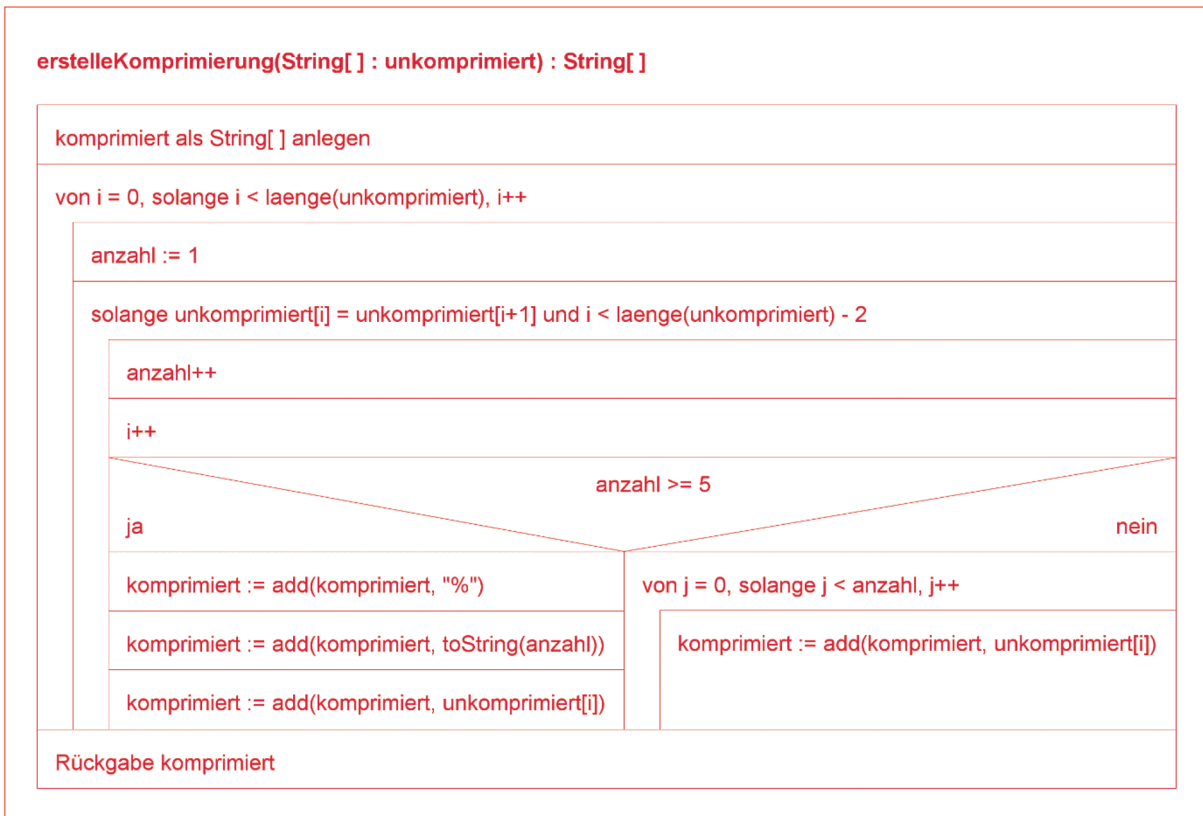 erstelleKomprimierung(String[ ] : unkomprimiert) : String[ ]
komprimiert als String[ ] anlegen
von i = 0, solange i < laenge(unkomprimiert), i++
anzahl := 1
solange unkomprimiert[i] = unkomprimiert[i+1] und i < laenge(unkomprimiert) - 2
anzahl++
i++
anzahl >= 5
ja
nein
komprimiert := add(komprimiert, "%")
komprimiert := add(komprimiert, toString(anzahl))
komprimiert := add(komprimiert, unkomprimiert[i])
von j = 0, solange j < anzahl, j++
komprimiert := add(komprimiert, unkomprimiert[i])
Rückgabe komprimiert